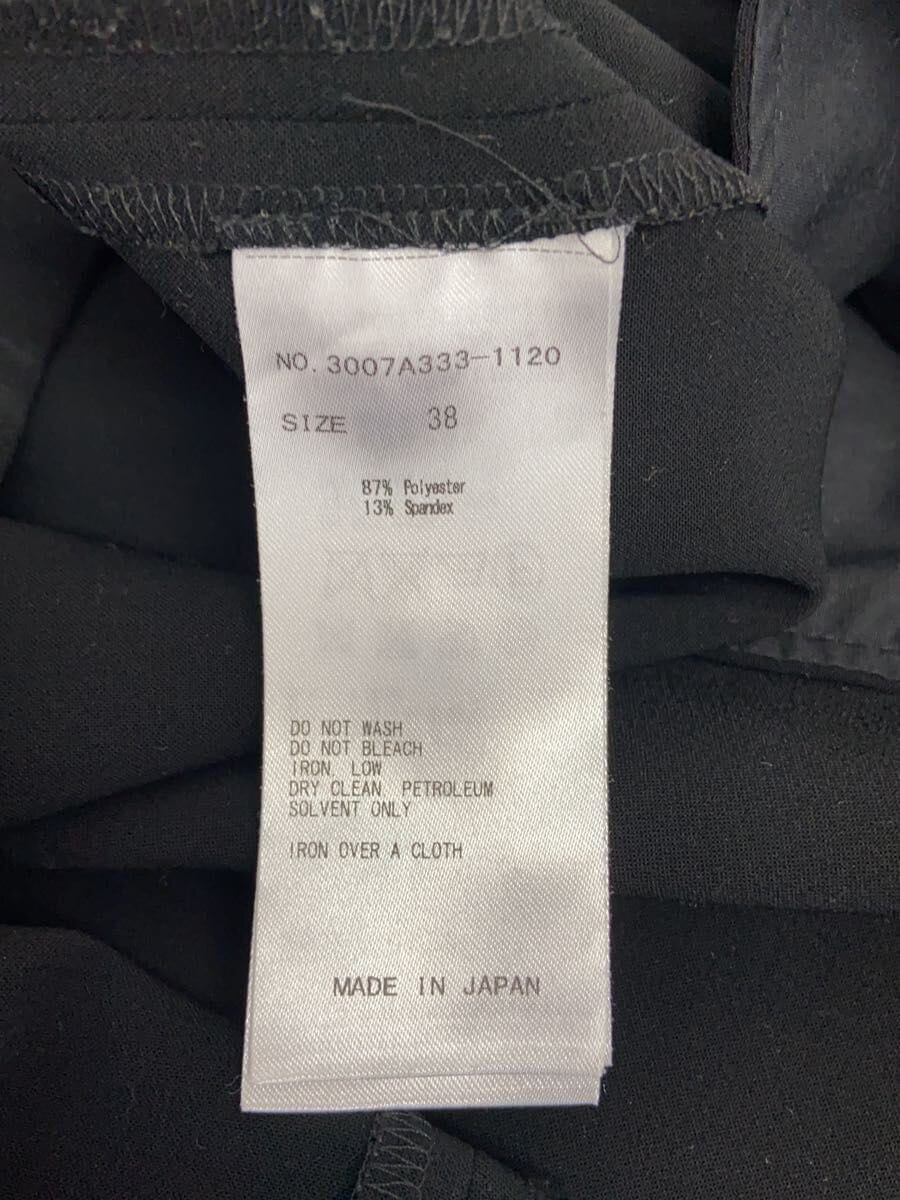 NO. 3007A333-1120
SIZE 38
87% Polyester
13% Spandex
DO NOT WASH
DO NOT BLEACH
IRON, LOW
DRY CLEAN, PETROLEUM
SOLVENT ONLY
IRON OVER A CLOTH
MADE IN JAPAN